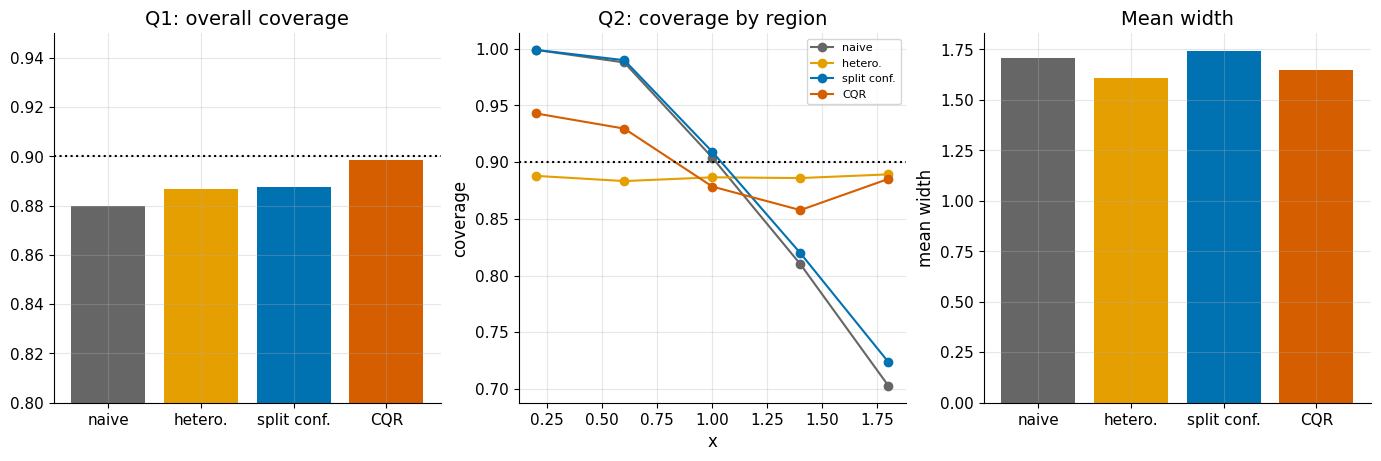 Q1: overall coverage
0.94
0.92
0.90
0.88
0.86
0.84
0.82
0.80
naive
hetero.
split conf.
CQR
Q2: coverage by region
coverage
1.00
0.95
0.90
0.85
0.80
0.75
0.70
naive
hetero.
split conf.
CQR
0.25
0.50
0.75
1.00
1.25
1.50
1.75
x
Mean width
mean width
1.75
1.50
1.25
1.00
0.75
0.50
0.25
0.00
naive
hetero.
split conf.
CQR